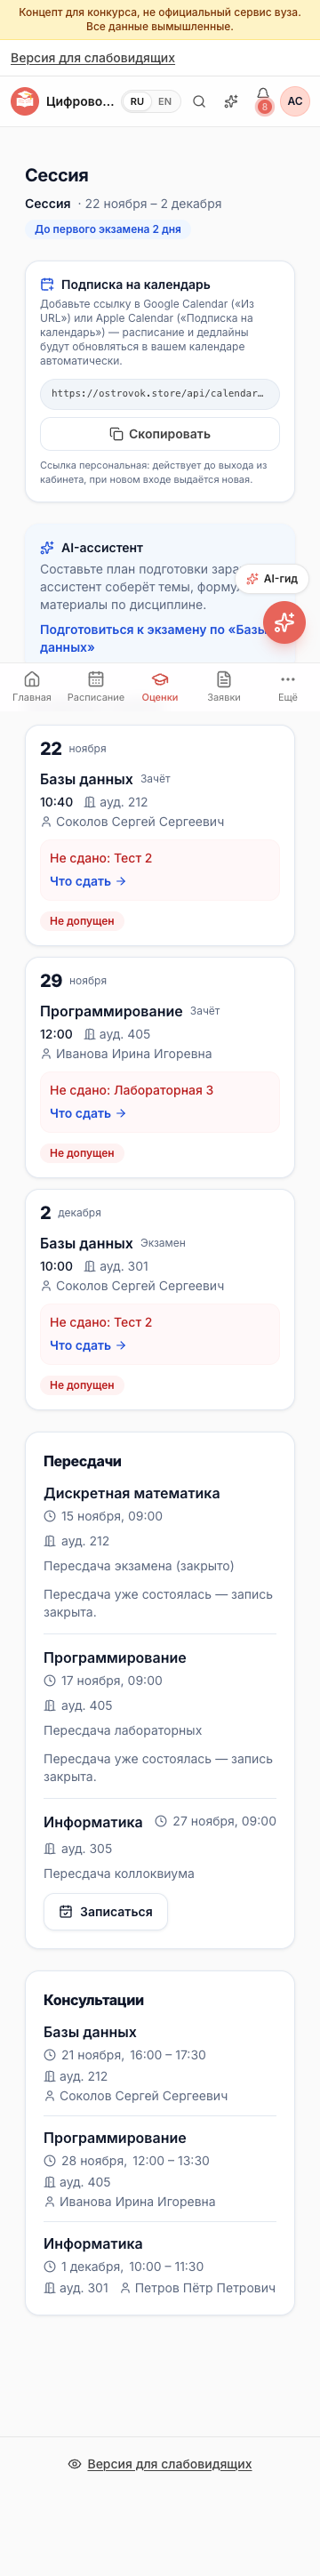 Концепт для конкурса, не официальный сервис вуза.
Все данные вымышленные.
Версия для слабовидящих
Цифрово...
RU
EN
8
АС
Сессия
Сессия · 22 ноября – 2 декабря
До первого экзамена 2 дня
Подписка на календарь
Добавьте ссылку в Google Calendar («Из
URL») или Apple Calendar («Подписка на
календарь») — расписание и дедлайны
будут обновляться в вашем календаре
автоматически.
https://ostrovok.store/api/calendar…
Скопировать
Ссылка персональная: действует до выхода из
кабинета, при новом входе выдаётся новая.
AI-ассистент
Составьте план подготовки
ассистент соберёт темы,
материалы по дисциплине.
AI-гид
Подготовиться к экзамену по
данных»
Главная
Расписание
Оценки
Заявки
Ещё
22 ноября
Базы данных Зачёт
10:40 ауд. 212
Соколов Сергей Сергеевич
Не сдано: Тест 2
Что сдать →
Не допущен
29 ноября
Программирование Зачёт
12:00 ауд. 405
Иванова Ирина Игоревна
Не сдано: Лабораторная 3
Что сдать →
Не допущен
2 декабря
Базы данных Экзамен
10:00 ауд. 301
Соколов Сергей Сергеевич
Не сдано: Тест 2
Что сдать →
Не допущен
Пересдачи
Дискретная математика
15 ноября, 09:00
ауд. 212
Пересдача экзамена (закрыто)
Пересдача уже состоялась — запись
закрыта.
Программирование
17 ноября, 09:00
ауд. 405
Пересдача лабораторных
Пересдача уже состоялась — запись
закрыта.
Информатика 27 ноября, 09:00
ауд. 305
Пересдача коллоквиума
Записаться
Консультации
Базы данных
21 ноября, 16:00 – 17:30
ауд. 212
Соколов Сергей Сергеевич
Программирование
28 ноября, 12:00 – 13:30
ауд. 405
Иванова Ирина Игоревна
Информатика
1 декабря, 10:00 – 11:30
ауд. 301 Петров Пётр Петрович
Версия для слабовидящих